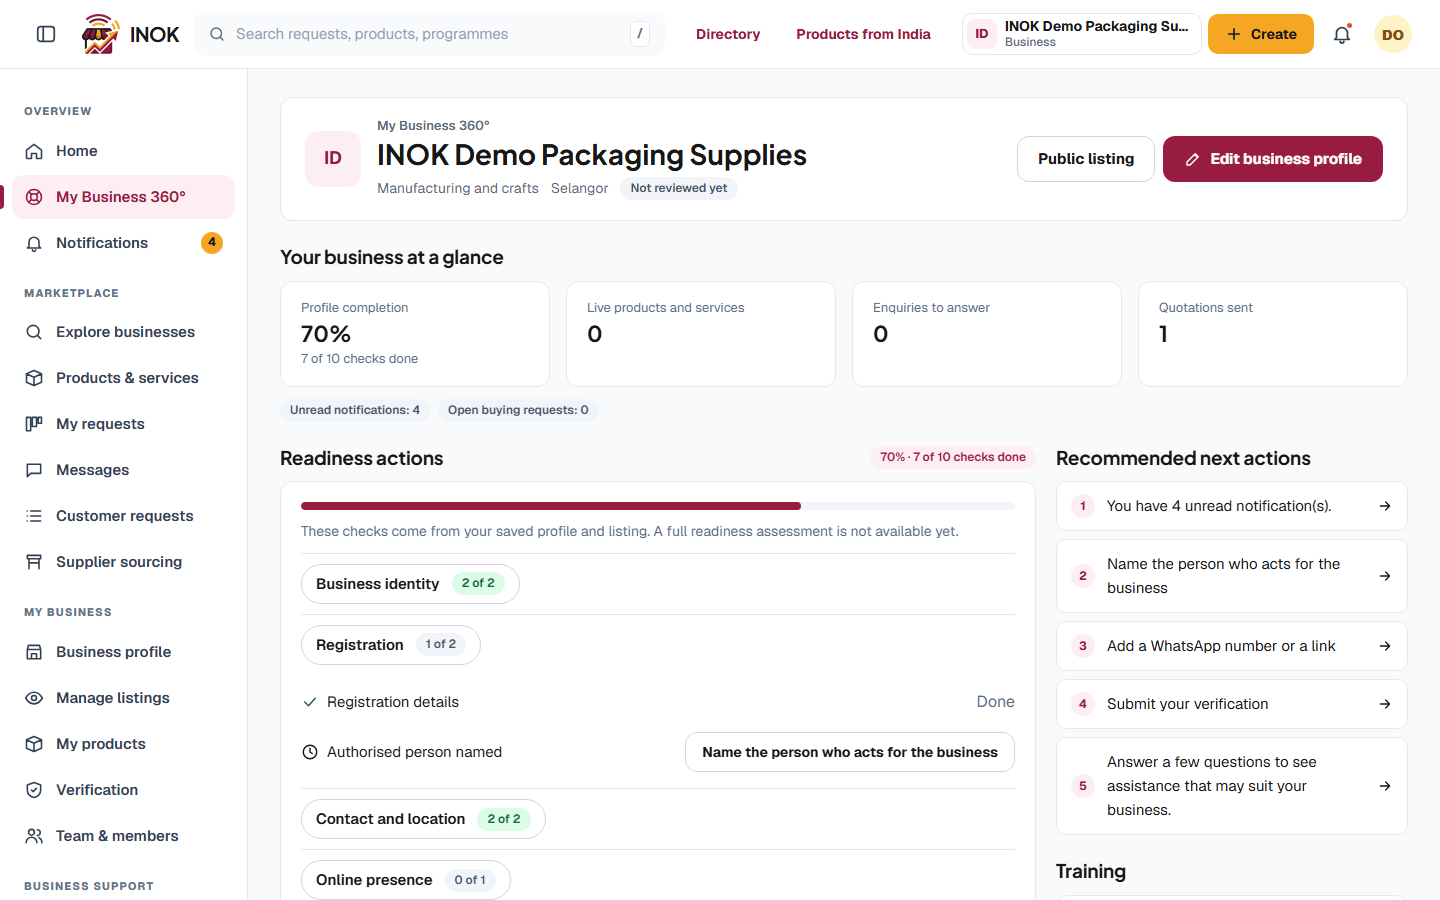 INOK
Search requests, products, programmes
/
Directory
Products from India
ID
INOK Demo Packaging Su...
Business
Create
DO
OVERVIEW
Home
My Business 360°
Notifications
4
MARKETPLACE
Explore businesses
Products & services
My requests
Messages
Customer requests
Supplier sourcing
MY BUSINESS
Business profile
Manage listings
My products
Verification
Team & members
BUSINESS SUPPORT
ID
My Business 360°
INOK Demo Packaging Supplies
Manufacturing and crafts Selangor Not reviewed yet
Public listing
Edit business profile
Your business at a glance
Profile completion
70%
7 of 10 checks done
Live products and services
0
Enquiries to answer
0
Quotations sent
1
Unread notifications: 4
Open buying requests: 0
Readiness actions
70% · 7 of 10 checks done
These checks come from your saved profile and listing. A full readiness assessment is not available yet.
Business identity 2 of 2
Registration 1 of 2
Registration details Done
Authorised person named Name the person who acts for the business
Contact and location 2 of 2
Online presence 0 of 1
Recommended next actions
1 You have 4 unread notification(s).
2 Name the person who acts for the
business
3 Add a WhatsApp number or a link
4 Submit your verification
5 Answer a few questions to see
assistance that may suit your
business.
Training